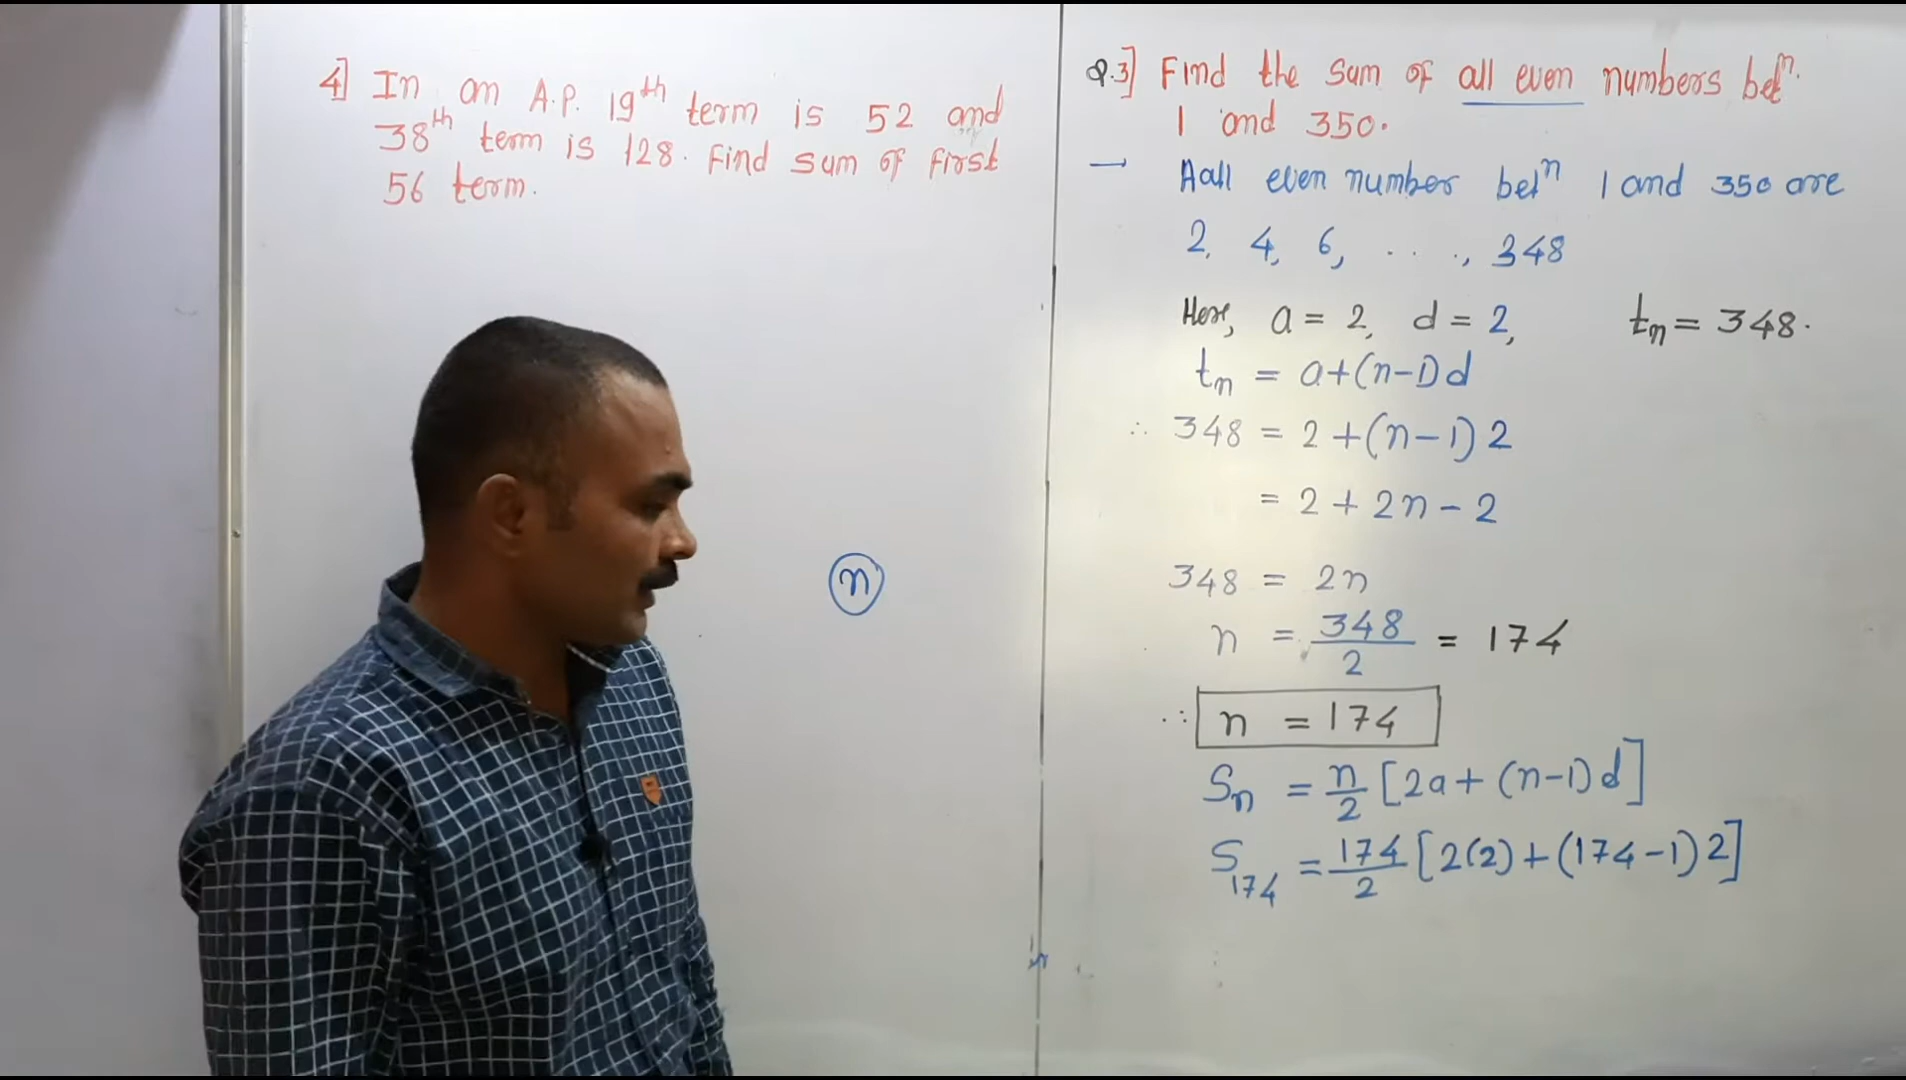 4] In an A.P. 19th term is 52 and
38th term is 128. Find sum of first
56 term.
n
Q.3] Find the sum of all even numbers betn.
1 and 350.
→ Aall even number betn 1 and 350 are
2, 4, 6, . . . ., 348
Here, a = 2, d = 2, tn = 348.
tn = a+(n-1)d
∴ 348 = 2 +(n-1) 2
= 2 + 2n - 2
348 = 2n
n = 348/2 = 174
∴ n = 174
Sn = n/2 [2a + (n-1)d]
S174 = 174/2 [2(2) + (174-1) 2]